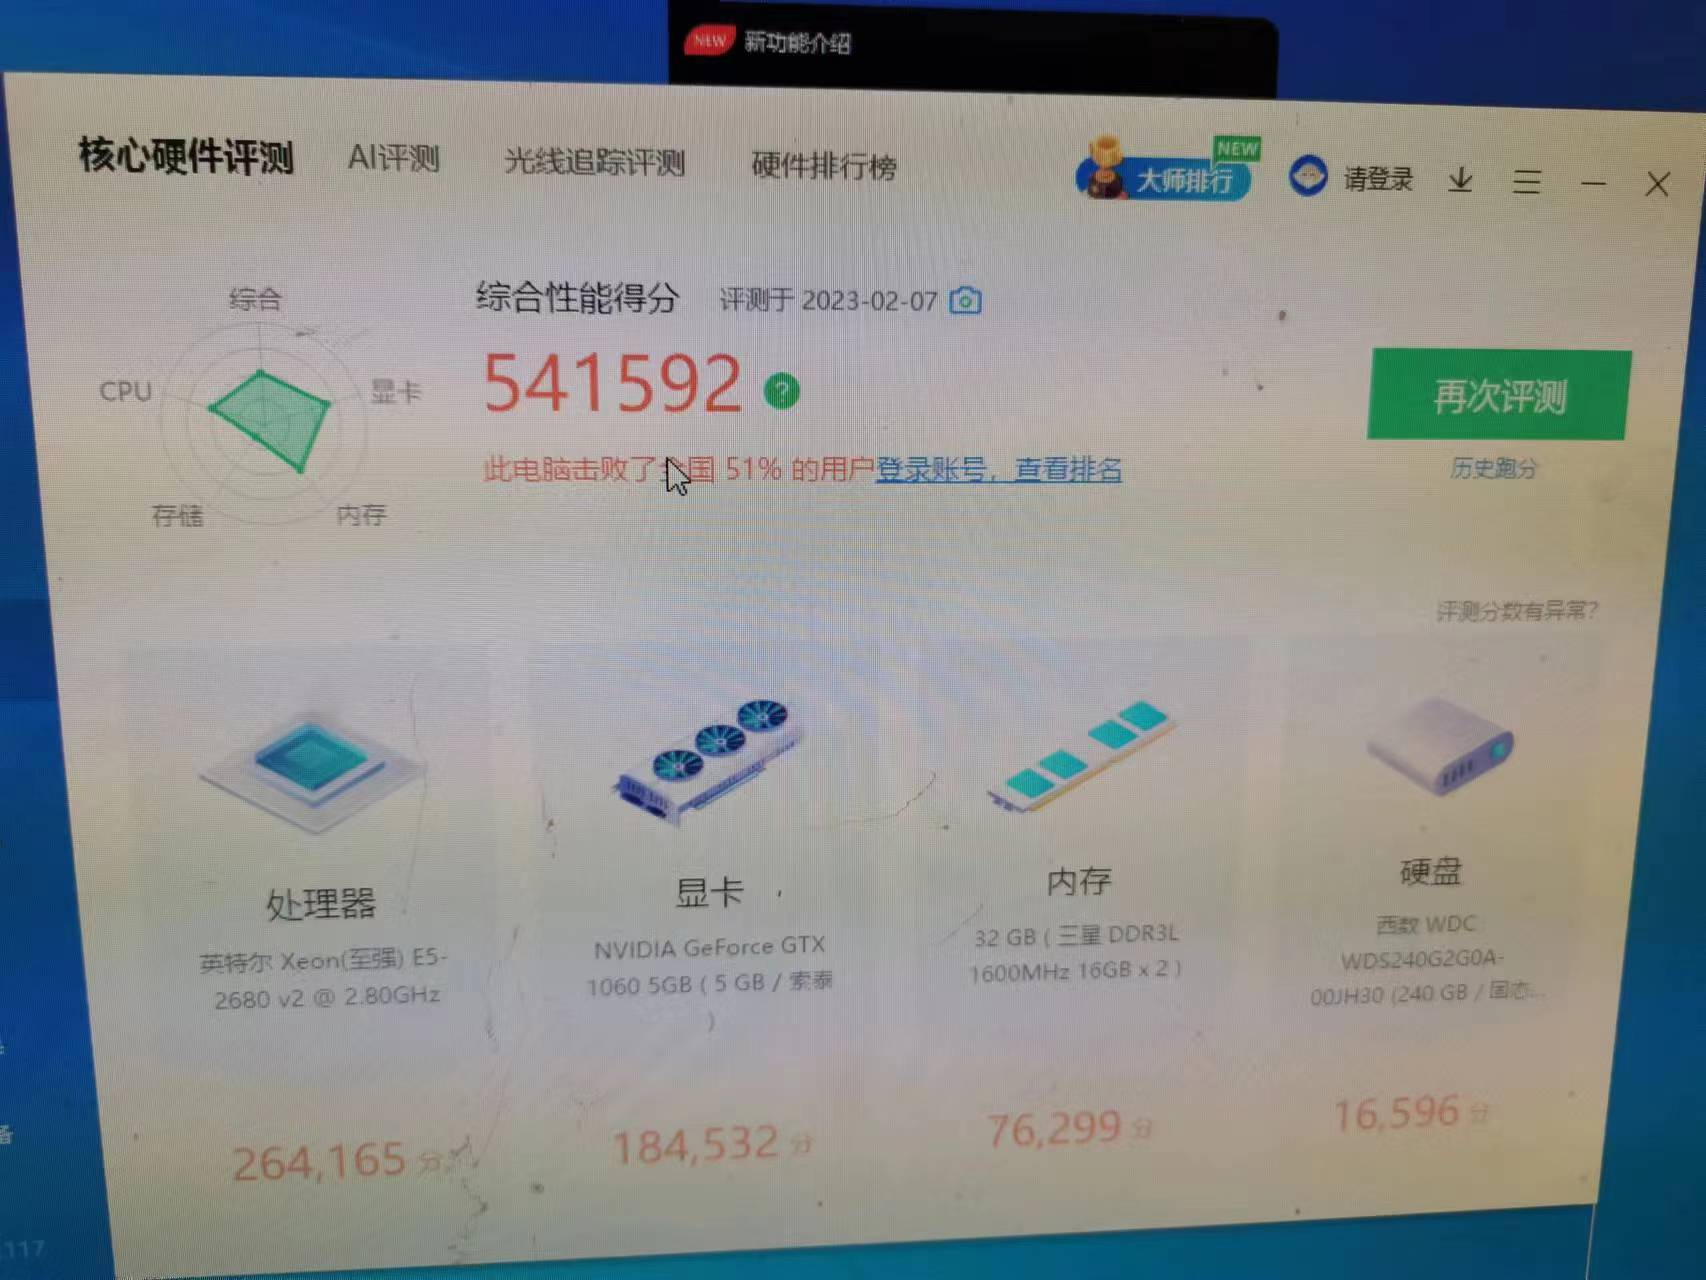 NEW 新功能介绍
核心硬件评测 AI评测 光线追踪评测 硬件排行榜 大师排行 NEW 请登录
综合
CPU
显卡
存储
内存
综合性能得分 评测于 2023-02-07
541592 ?
此电脑击败了全国 51% 的用户登录账号，查看排名
再次评测
历史跑分
评测分数有异常?
处理器
英特尔 Xeon(至强) E5-
2680 v2 @ 2.80GHz
264,165 分
显卡
NVIDIA GeForce GTX
1060 5GB ( 5 GB / 索泰
)
184,532 分
内存
32 GB ( 三星 DDR3L
1600MHz 16GB x 2 )
76,299 分
硬盘
西数 WDC
WDS240G2G0A-
00JH30 (240 GB / 固态...
16,596 分
.117